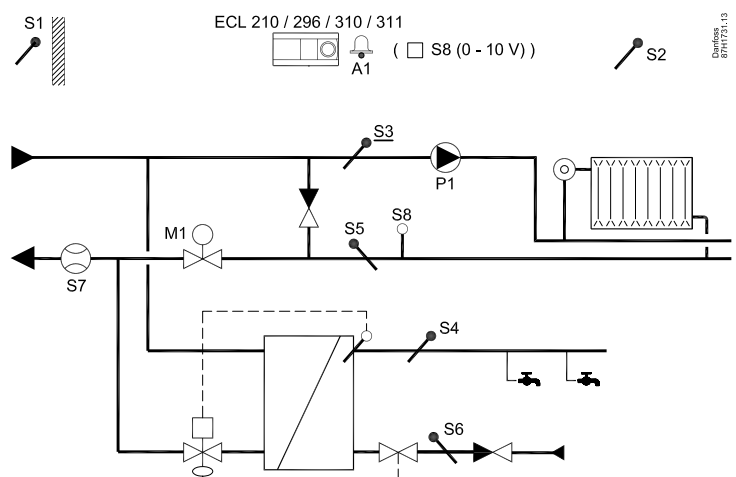 S1
ECL 210 / 296 / 310 / 311
A1
( □ S8 (0 - 10 V) )
S2
Danfoss
87H1731.13
S3
P1
M1
S5
S8
S7
S4
S6